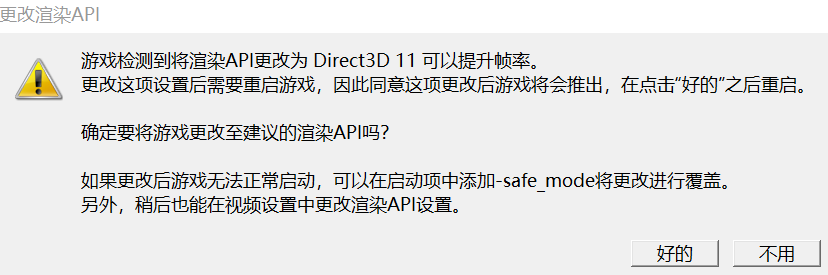 更改渲染API
游戏检测到将渲染API更改为 Direct3D 11 可以提升帧率。
更改这项设置后需要重启游戏，因此同意这项更改后游戏将会推出，在点击“好的”之后重启。
确定要将游戏更改至建议的渲染API吗？
如果更改后游戏无法正常启动，可以在启动项中添加-safe_mode将更改进行覆盖。
另外，稍后也能在视频设置中更改渲染API设置。
好的 不用